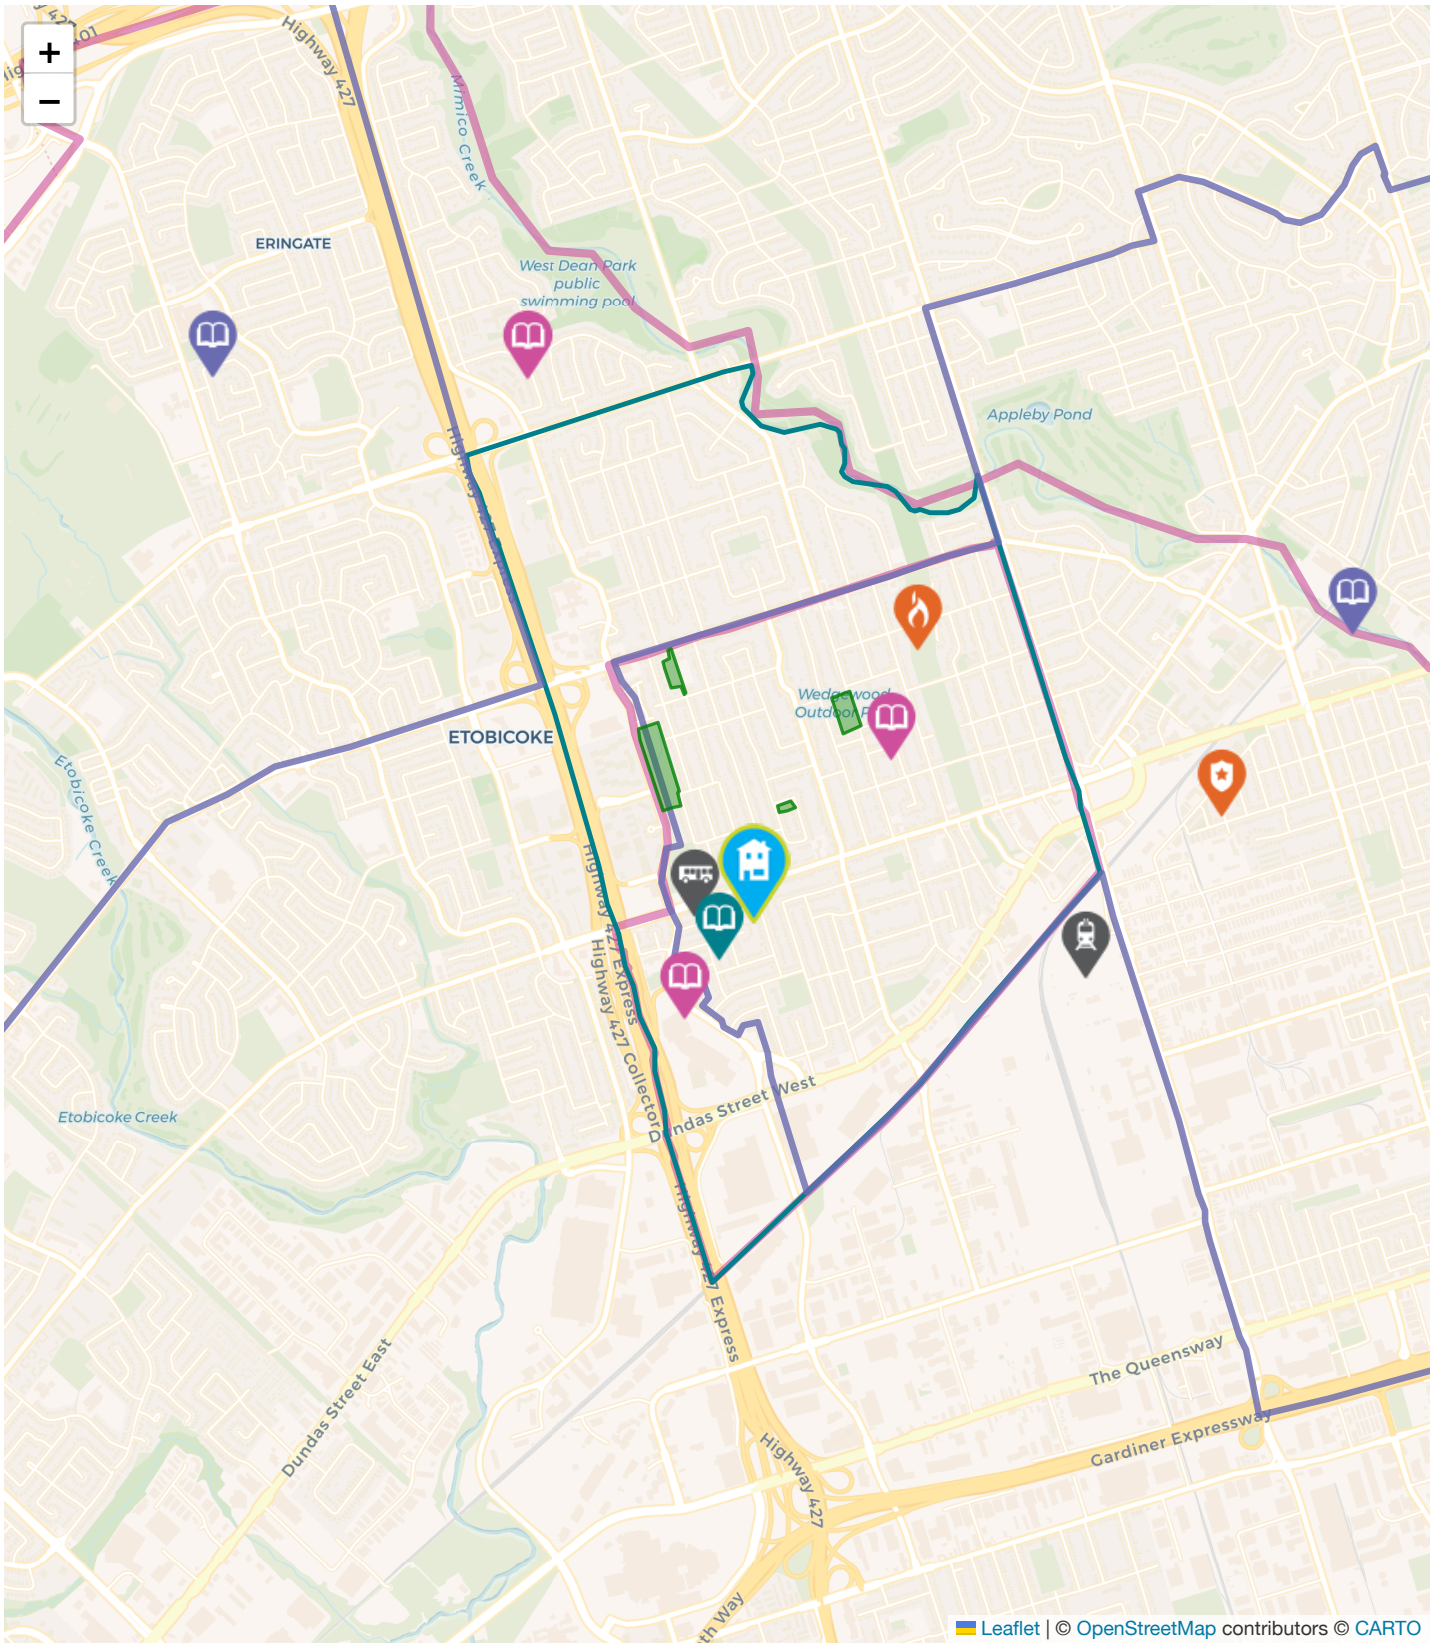 +
−
Highway 427
Mimico Creek
ERINGATE
West Dean Park
public
swimming pool
Appleby Pond
Highway 427 Express
Wedgewood
ETOBICOKE
Etobicoke Creek
Highway 427 Express
Highway 427 Collector
Etobicoke Creek
Dundas Street West
Highway 427 Express
The Queensway
Dundas Street East
Gardiner Expressway
Highway 427
Leaflet | © OpenStreetMap contributors © CARTO